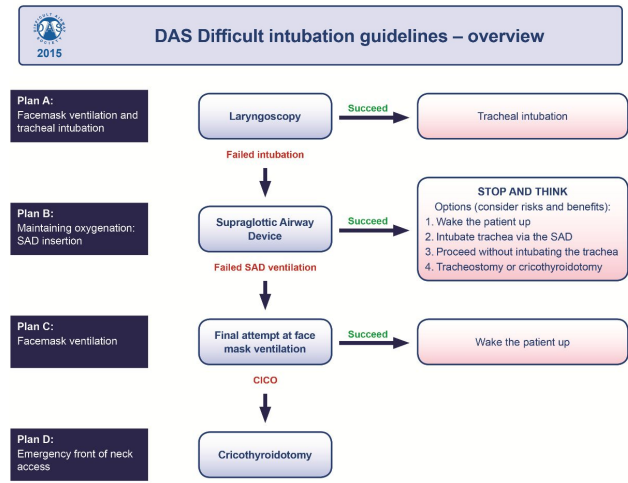 DIFFICULT AIRWAY
DAS
SOCIETY
2015
DAS Difficult intubation guidelines – overview
Plan A:
Facemask ventilation and
tracheal intubation
Laryngoscopy
Succeed
Tracheal intubation
Failed intubation
Plan B:
Maintaining oxygenation:
SAD insertion
Supraglottic Airway
Device
Succeed
STOP AND THINK
Options (consider risks and benefits):
1. Wake the patient up
2. Intubate trachea via the SAD
3. Proceed without intubating the trachea
4. Tracheostomy or cricothyroidotomy
Failed SAD ventilation
Plan C:
Facemask ventilation
Final attempt at face
mask ventilation
Succeed
Wake the patient up
CICO
Plan D:
Emergency front of neck
access
Cricothyroidotomy